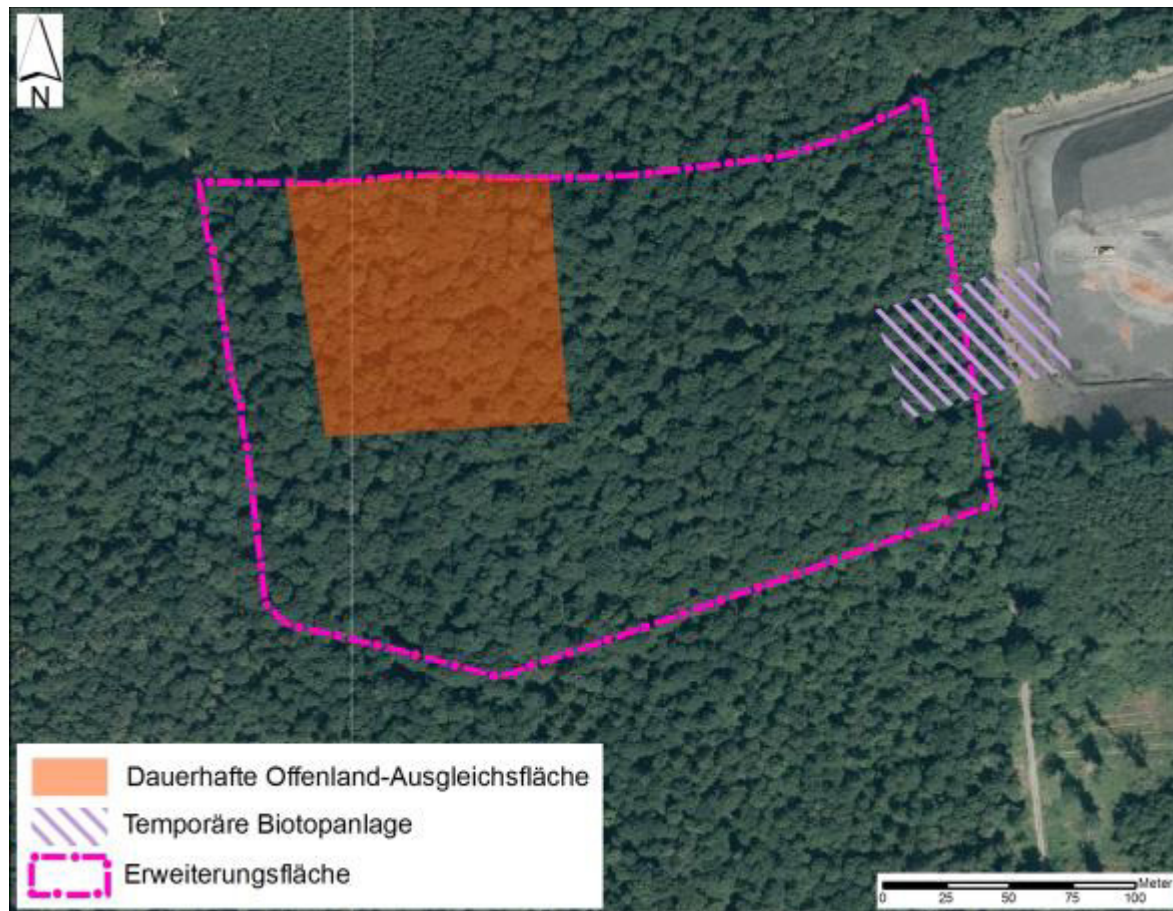 N
Dauerhafte Offenland-Ausgleichsfläche
Temporäre Biotopanlage
Erweiterungsfläche
Meter
0 25 50 75 100